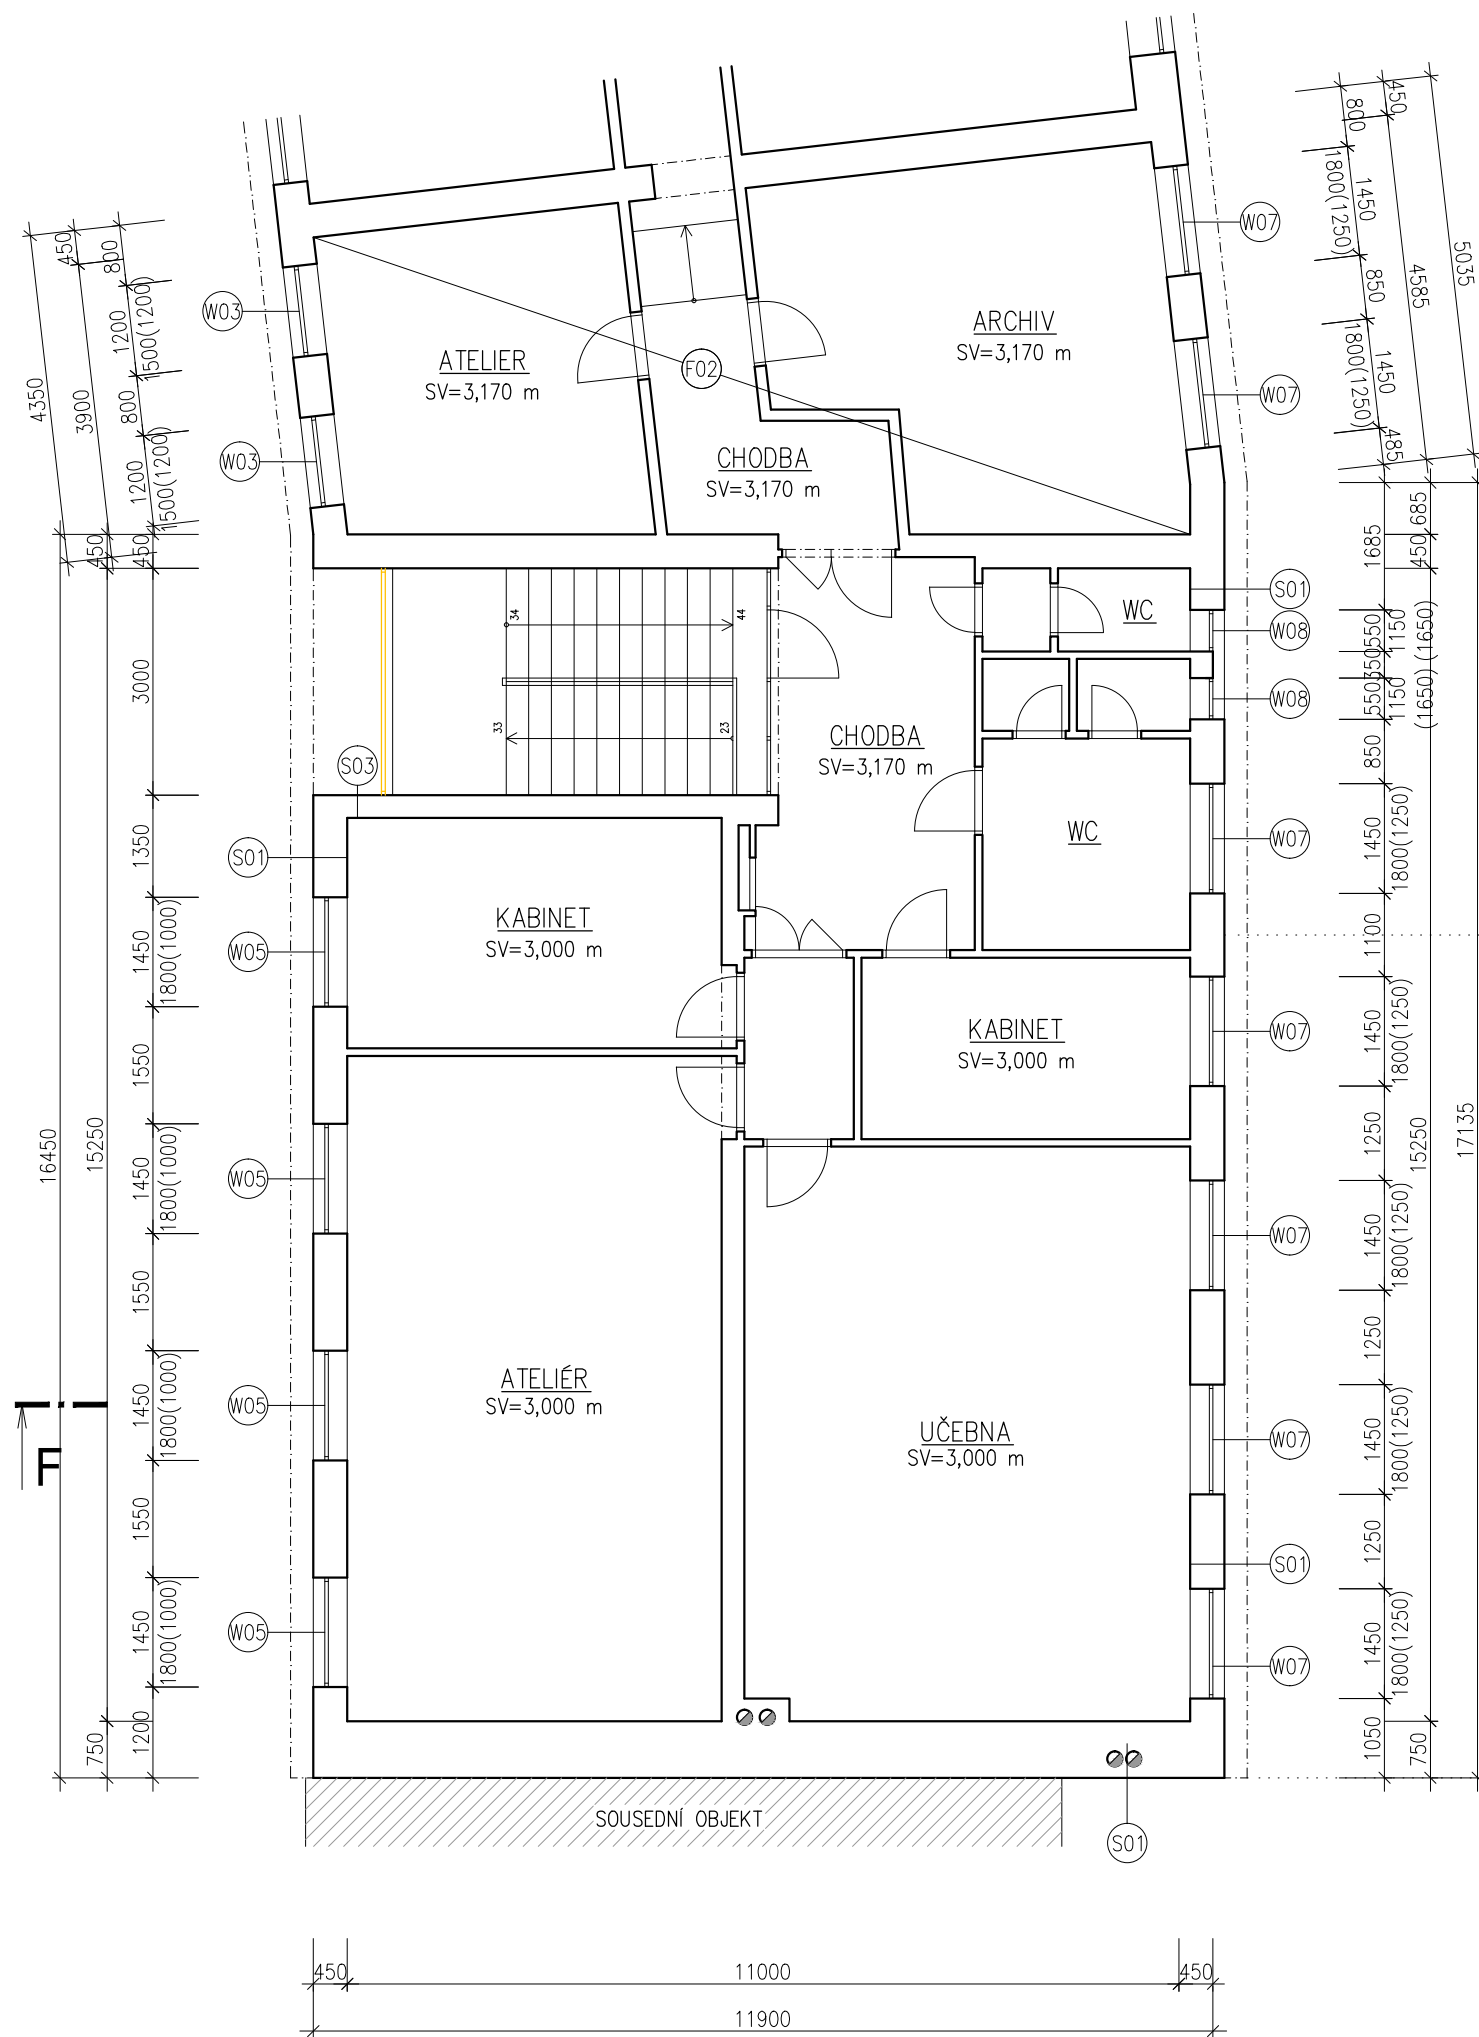 450
800
1800(1250)
1450
5035
4585
850
1800(1250)
1450
485
W07
W07
450
800
1200
1500(1200)
3900
4350
800
1200
1500(1200)
W03
W03
ATELIER
SV=3,170 m
ARCHIV
SV=3,170 m
F02
CHODBA
SV=3,170 m
450
450
685
1685
450
S01
W08
550
1150
(1650)
350
W08
550
1150
(1650)
850
WC
34
44
33
23
3000
S03
CHODBA
SV=3,170 m
WC
W07
1450
1800(1250)
1350
S01
KABINET
SV=3,000 m
1100
W05
1450
1800(1000)
KABINET
SV=3,000 m
W07
1450
1800(1250)
1550
16450
15250
1250
15250
17135
W05
1450
1800(1000)
W07
1450
1800(1250)
1550
1250
ATELIÉR
SV=3,000 m
W05
1450
1800(1000)
UČEBNA
SV=3,000 m
W07
1450
1800(1250)
F
1550
S01
1250
W05
1450
1800(1000)
W07
1450
1800(1250)
750
1200
1050
750
SOUSEDNÍ OBJEKT
S01
450
11000
450
11900